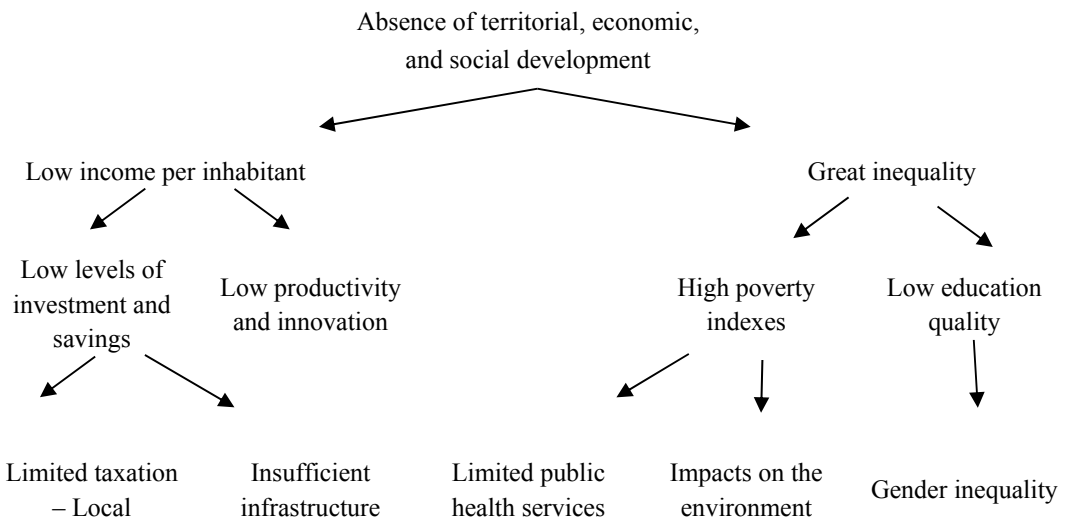 Absence of territorial, economic,
and social development
Low income per inhabitant
Great inequality
Low levels of
investment and
savings
Low productivity
and innovation
High poverty
indexes
Low education
quality
Limited taxation
– Local
Insufficient
infrastructure
Limited public
health services
Impacts on the
environment
Gender inequality